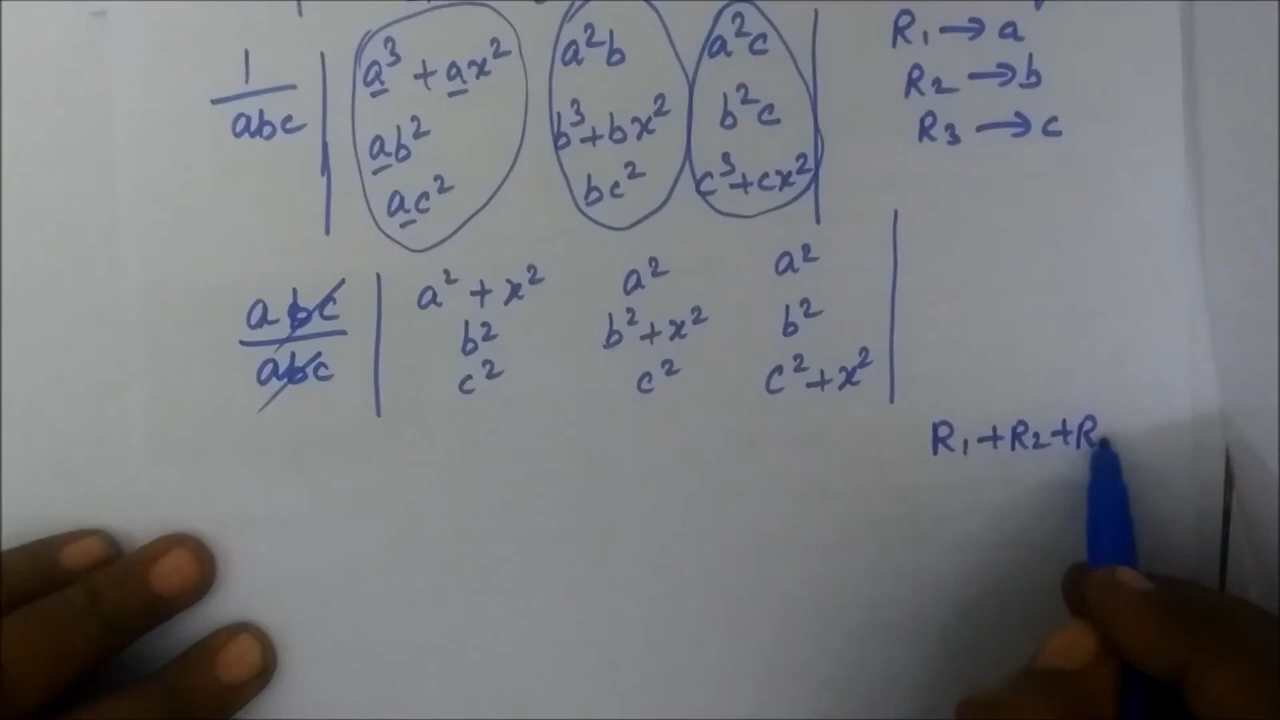 1/abc | a³ + ax² a²b a²c | R₁ → a
ab² b³ + bx² b²c R₂ → b
ac² bc² c³ + cx² R₃ → c
abc/abc | a² + x² a² a² |
b² b² + x² b²
c² c² c² + x²
R₁ + R₂ + R